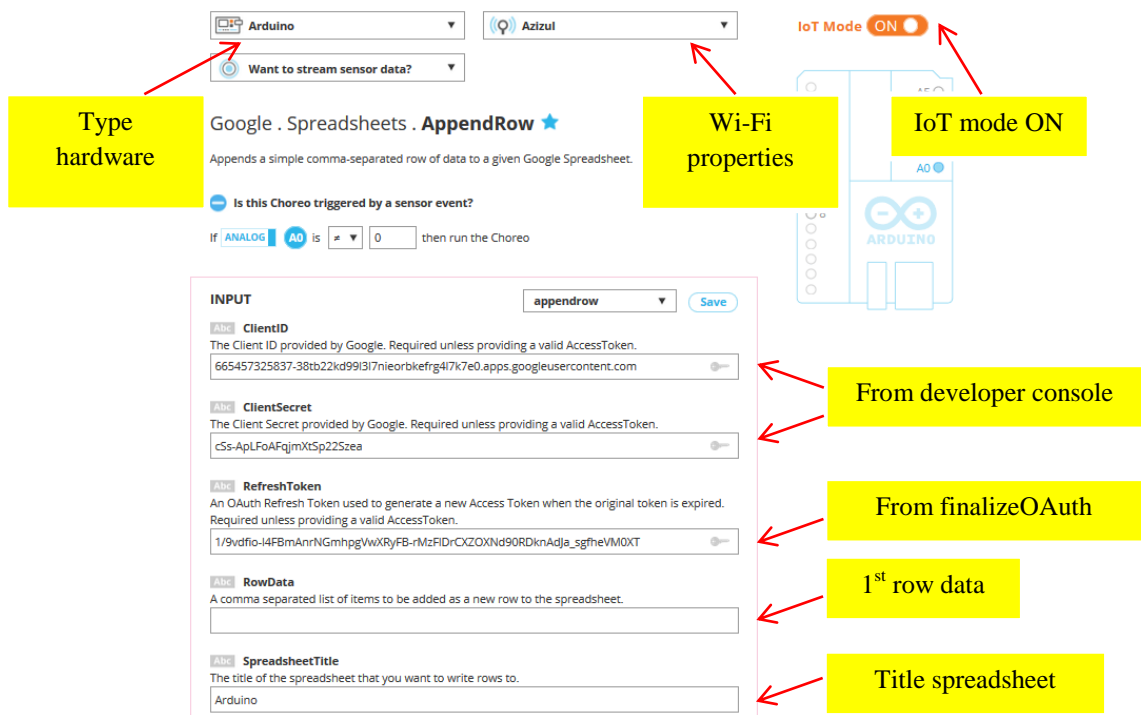 Arduino
Azizul
IoT Mode ON
Want to stream sensor data?
Type
hardware
Wi-Fi
properties
IoT mode ON
Google . Spreadsheets . AppendRow
Appends a simple comma-separated row of data to a given Google Spreadsheet.
A0
Is this Choreo triggered by a sensor event?
If ANALOG A0 is ≠ 0 then run the Choreo
ARDUINO
INPUT
appendrow
Save
Abc ClientID
The Client ID provided by Google. Required unless providing a valid AccessToken.
From developer console
Abc ClientSecret
The Client Secret provided by Google. Required unless providing a valid AccessToken.
cSs-ApLFoAFqjmXtSp22Szea
Abc RefreshToken
An OAuth Refresh Token used to generate a new Access Token when the original token is expired.
Required unless providing a valid AccessToken.
From finalizeOAuth
Abc RowData
A comma separated list of items to be added as a new row to the spreadsheet.
1st row data
Abc SpreadsheetTitle
The title of the spreadsheet that you want to write rows to.
Arduino
Title spreadsheet